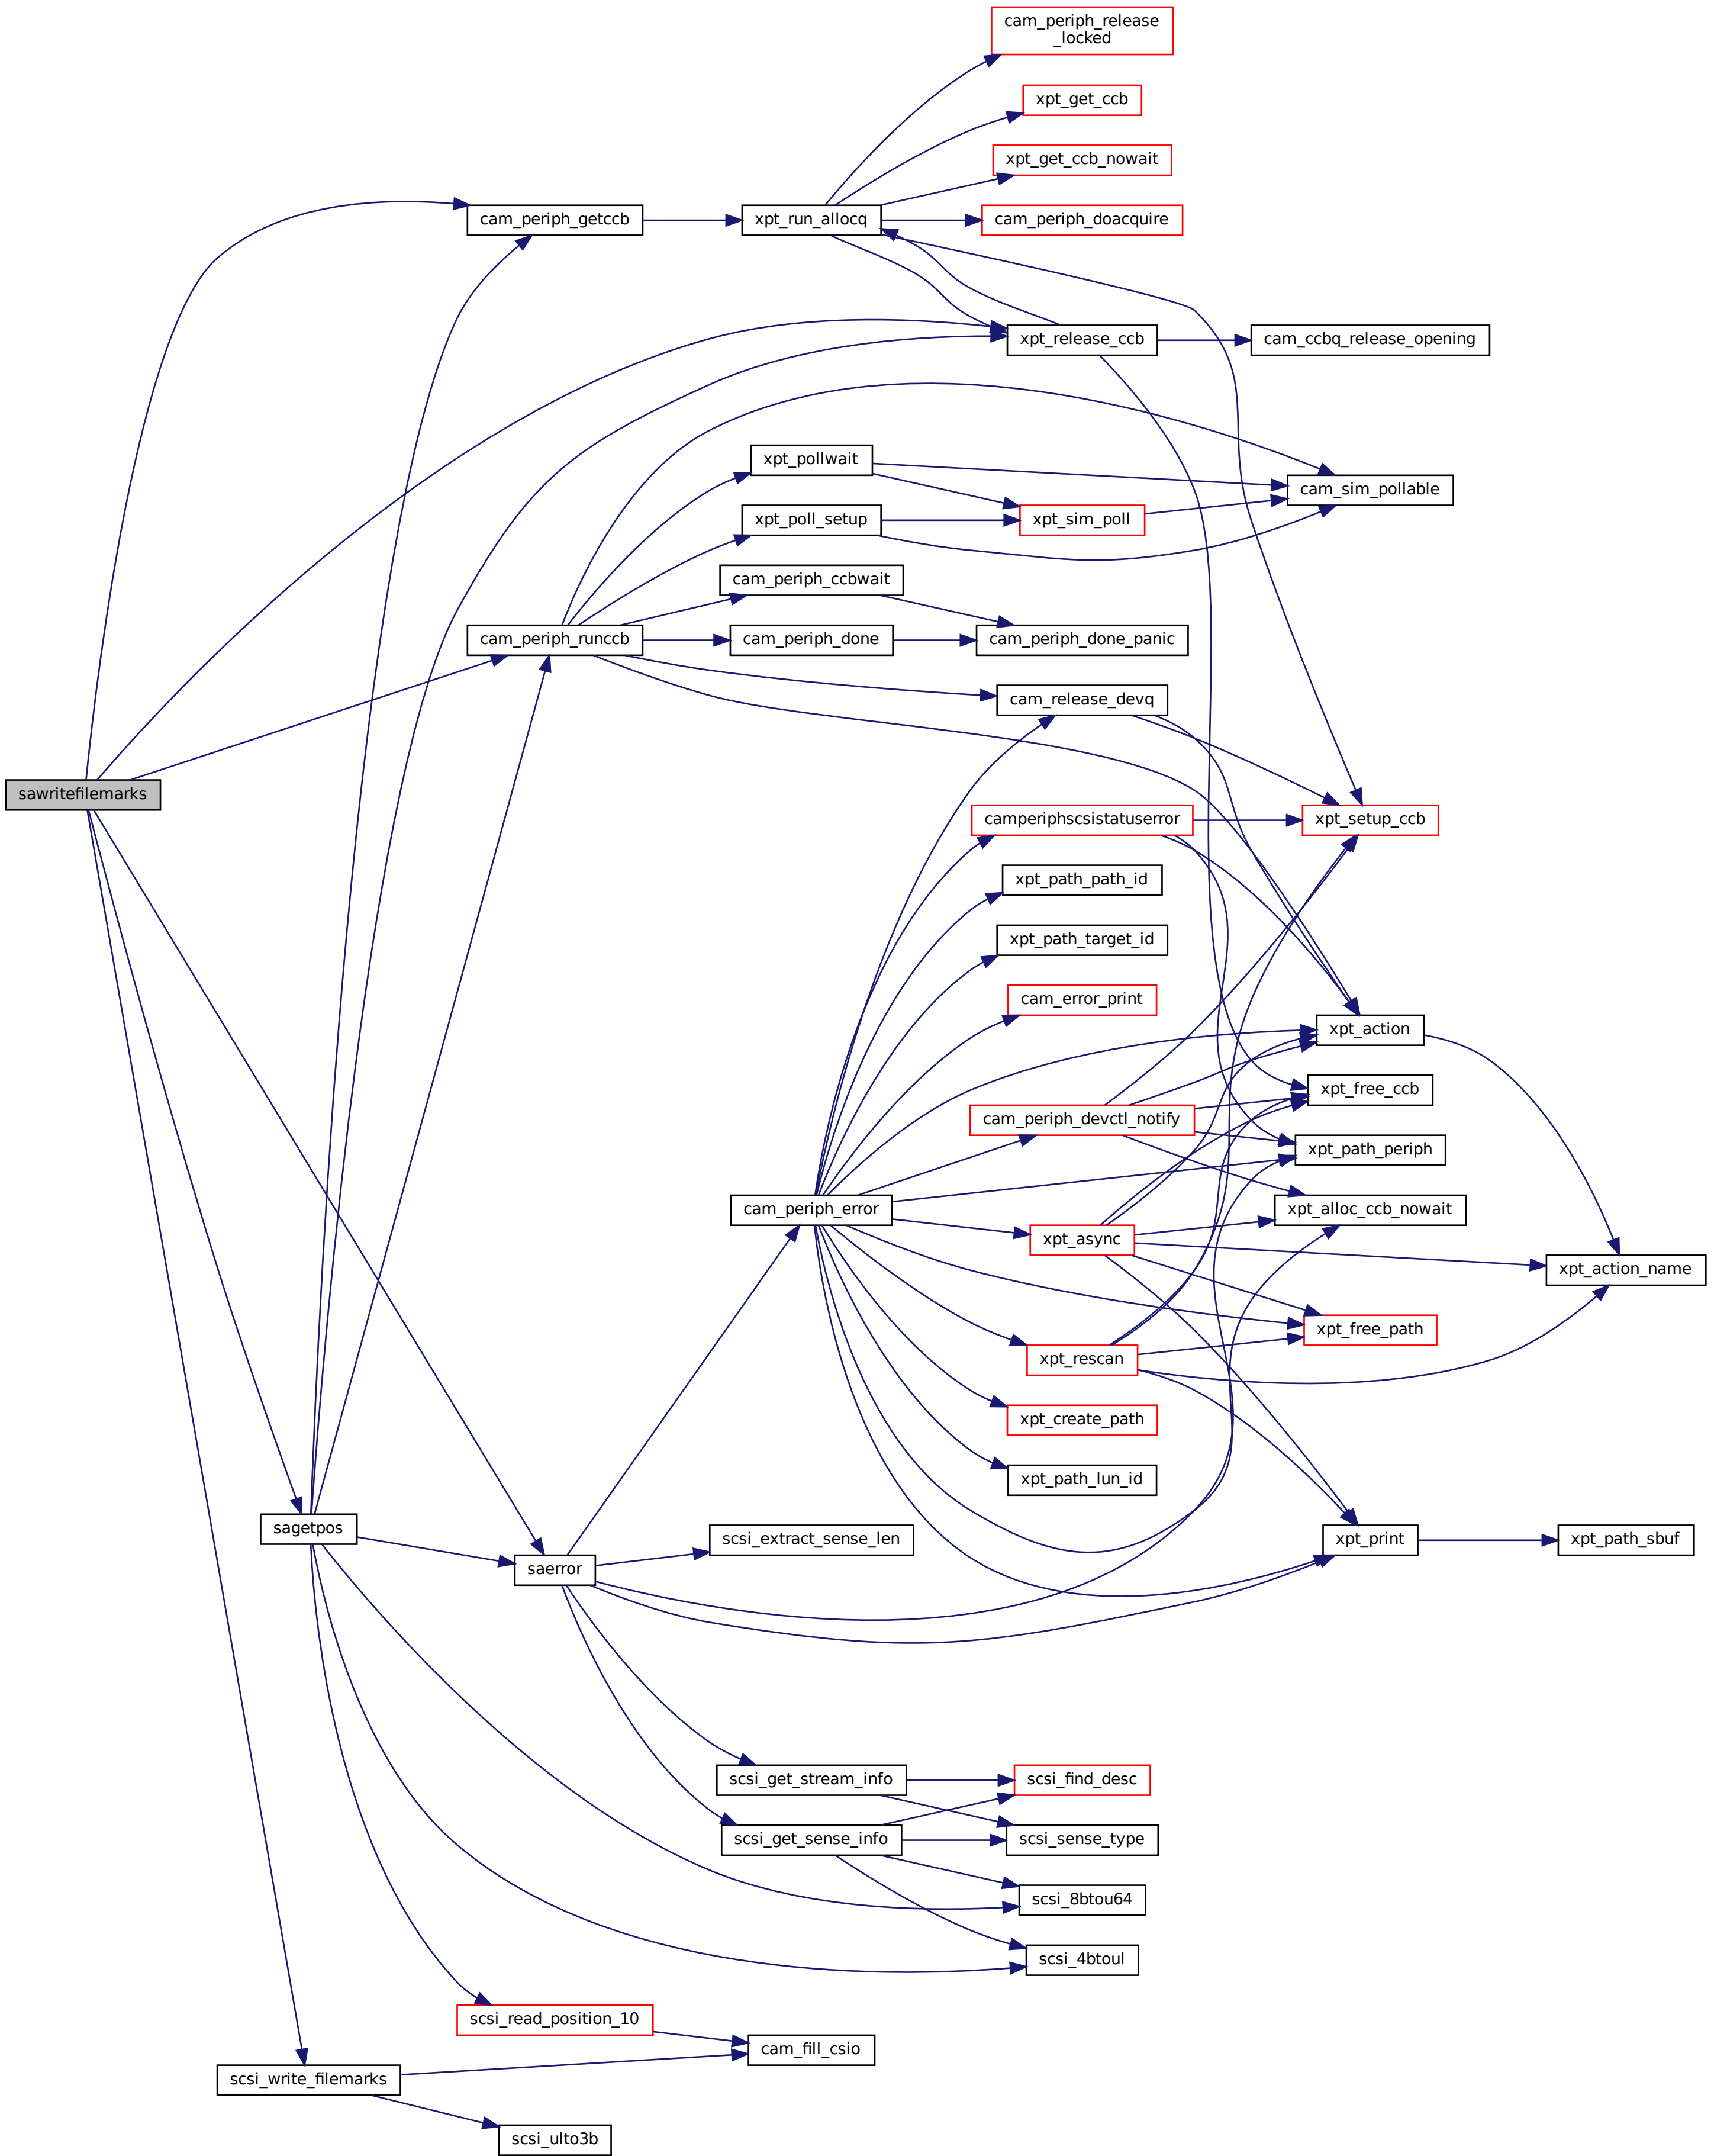 cam_periph_release
_locked
xpt_get_ccb
xpt_get_ccb_nowait
cam_periph_getccb
xpt_run_allocq
cam_periph_doacquire
xpt_release_ccb
cam_ccbq_release_opening
xpt_pollwait
cam_sim_pollable
xpt_poll_setup
xpt_sim_poll
cam_periph_ccbwait
cam_periph_runccb
cam_periph_done
cam_periph_done_panic
cam_release_devq
sawritefilemarks
camperiphscsistatuserror
xpt_setup_ccb
xpt_path_path_id
xpt_path_target_id
cam_error_print
xpt_action
xpt_free_ccb
cam_periph_devctl_notify
xpt_path_periph
cam_periph_error
xpt_alloc_ccb_nowait
xpt_async
xpt_action_name
xpt_free_path
xpt_rescan
xpt_create_path
xpt_path_lun_id
sagetpos
scsi_extract_sense_len
xpt_print
xpt_path_sbuf
saerror
scsi_get_stream_info
scsi_find_desc
scsi_get_sense_info
scsi_sense_type
scsi_8btou64
scsi_4btoul
scsi_read_position_10
cam_fill_csio
scsi_write_filemarks
scsi_ulto3b